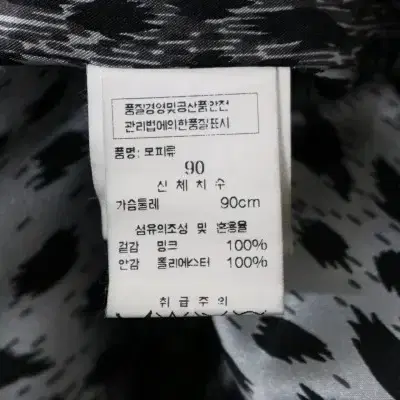 품질경영및공산품안전
관리법에의한품질표시
품명: 모피류
90
신체치수
가슴둘레 90cm
섬유의조성 및 혼용율
겉감 밍크 100%
안감 폴리에스터 100%
취급주의